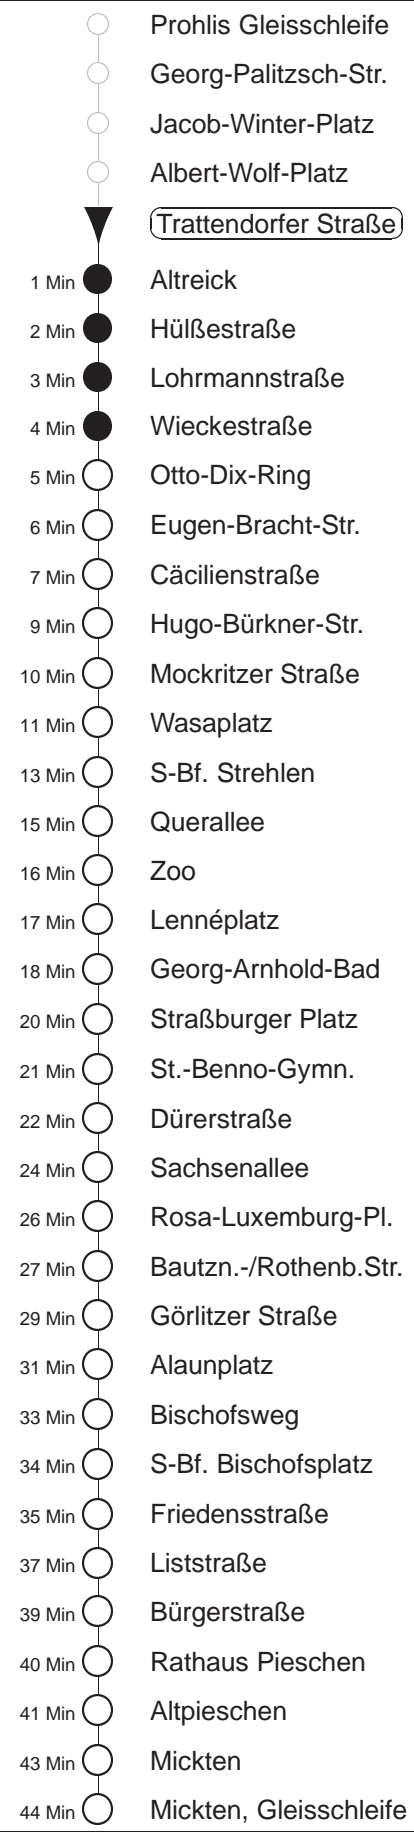 Prohlis Gleisschleife
Georg-Palitzsch-Str.
Jacob-Winter-Platz
Albert-Wolf-Platz
Trattendorfer Straße
1 Min Altreick
2 Min Hülßestraße
3 Min Lohrmannstraße
4 Min Wieckestraße
5 Min Otto-Dix-Ring
6 Min Eugen-Bracht-Str.
7 Min Cäcilienstraße
9 Min Hugo-Bürkner-Str.
10 Min Mockritzer Straße
11 Min Wasaplatz
13 Min S-Bf. Strehlen
15 Min Querallee
16 Min Zoo
17 Min Lennéplatz
18 Min Georg-Arnhold-Bad
20 Min Straßburger Platz
21 Min St.-Benno-Gymn.
22 Min Dürerstraße
24 Min Sachsenallee
26 Min Rosa-Luxemburg-Pl.
27 Min Bautzn.-/Rothenb.Str.
29 Min Görlitzer Straße
31 Min Alaunplatz
33 Min Bischofsweg
34 Min S-Bf. Bischofsplatz
35 Min Friedensstraße
37 Min Liststraße
39 Min Bürgerstraße
40 Min Rathaus Pieschen
41 Min Altpieschen
43 Min Mickten
44 Min Mickten, Gleisschleife